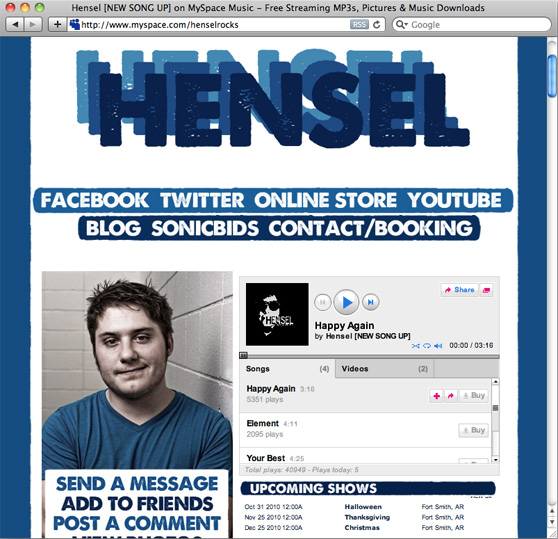 Hensel [NEW SONG UP] on MySpace Music – Free Streaming MP3s, Pictures & Music Downloads
http://www.myspace.com/henselrocks
RSS
Google
HENSEL
FACEBOOK TWITTER ONLINE STORE YOUTUBE
BLOG SONICBIDS CONTACT/BOOKING
HENSEL
Share
Happy Again
by Hensel [NEW SONG UP]
00:00 / 03:16
Songs (4) Videos (2)
Happy Again 3:16
5351 plays
Buy
Element 4:11
2095 plays
Buy
Your Best 4:25
Buy
Total plays: 40949 - Plays today: 5
SEND A MESSAGE
ADD TO FRIENDS
POST A COMMENT
VIEW PHOTOS
UPCOMING SHOWS
Oct 31 2010 12:00A Halloween Fort Smith, AR
Nov 25 2010 12:00A Thanksgiving Fort Smith, AR
Dec 25 2010 12:00A Christmas Fort Smith, AR